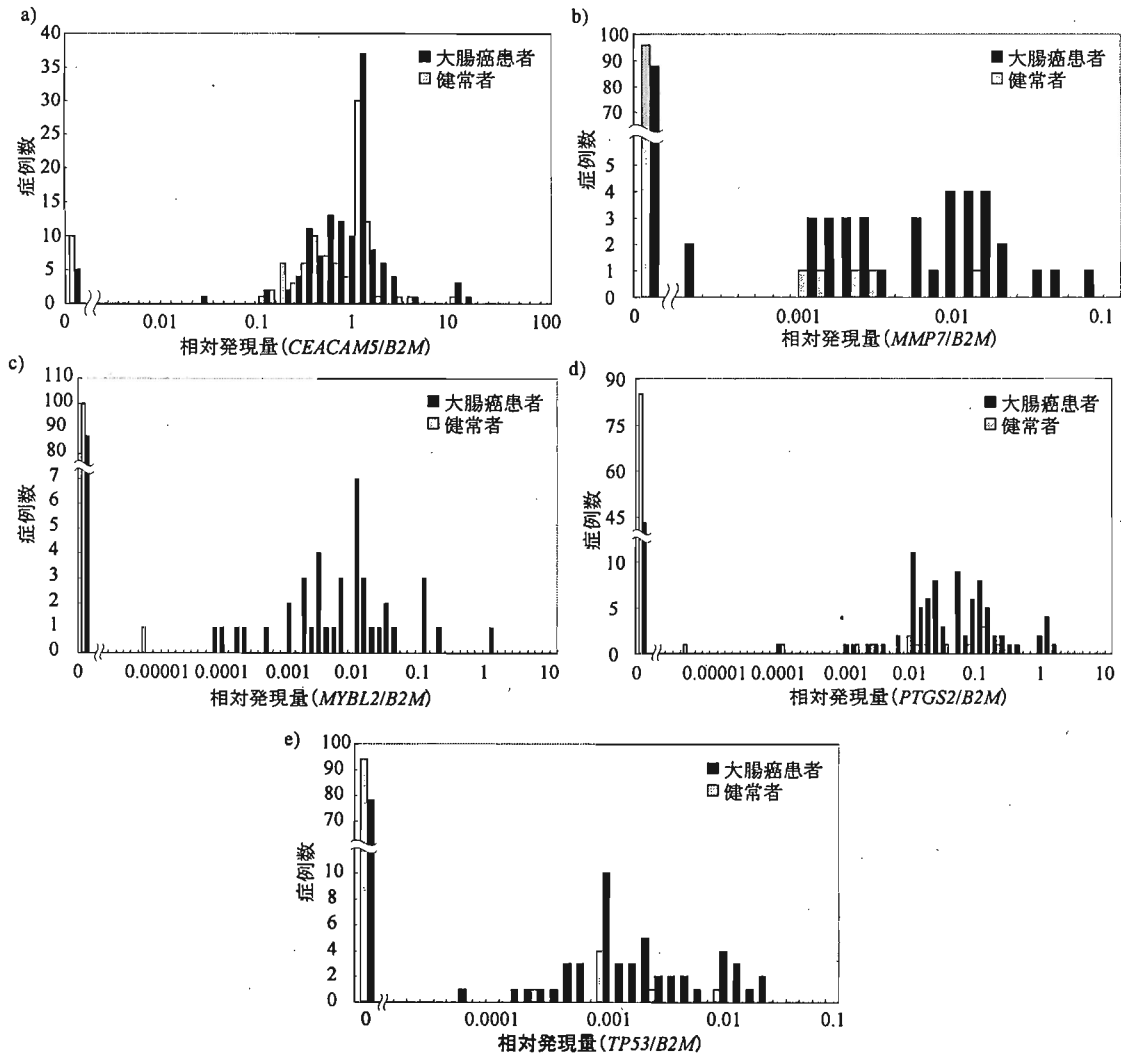 a)
40
35
30
25
20
15
10
5
0
症例数
■大腸癌患者
□健常者
0 0.01 0.1 1 10 100
相対発現量(CEACAM5/B2M)
b)
100
90
80
70
5
4
3
2
1
0
症例数
■大腸癌患者
□健常者
0 0.001 0.01 0.1
相対発現量(MMP7/B2M)
c)
110
100
90
80
7
6
5
4
3
2
1
0
症例数
■大腸癌患者
□健常者
0 0.00001 0.0001 0.001 0.01 0.1 1
相対発現量(MYBL2/B2M)
d)
90
75
60
45
10
5
0
症例数
■大腸癌患者
□健常者
0 0.00001 0.0001 0.001 0.01 0.1 1 10
相対発現量(PTGS2/B2M)
e)
100
90
80
70
10
8
6
4
2
0
症例数
■大腸癌患者
□健常者
0 0.0001 0.001 0.01 0.1
相対発現量(TP53/B2M)